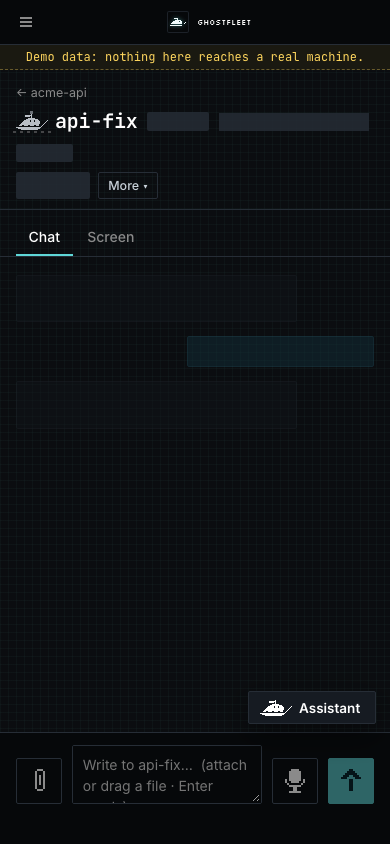 GHOSTFLEET
Demo data: nothing here reaches a real machine.
← acme-api
api-fix
More ▾
Chat Screen
Assistant
Write to api-fix… (attach
or drag a file · Enter